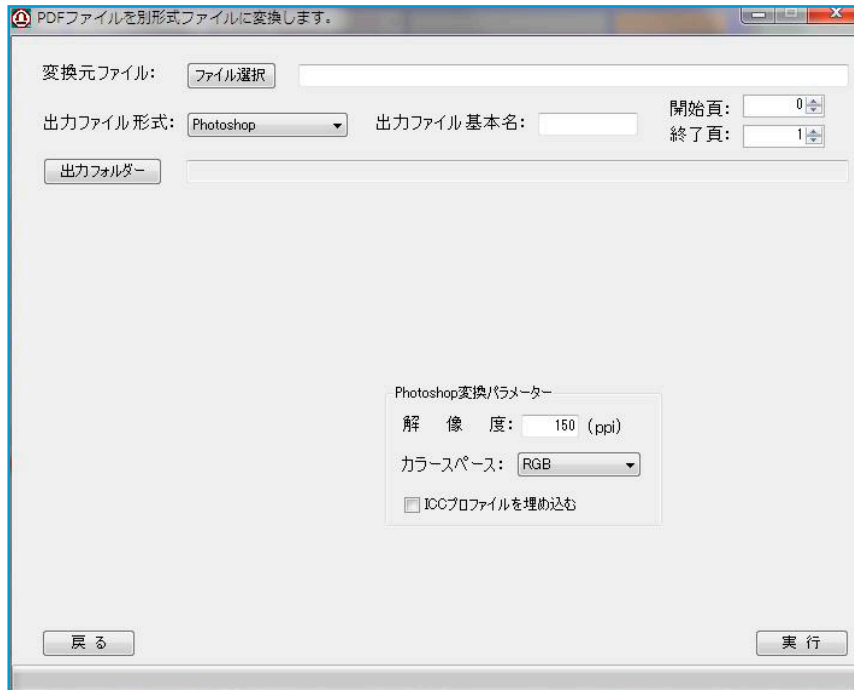 PDFファイルを別形式ファイルに変換します。
変換元ファイル: ファイル選択
出力ファイル形式: Photoshop 出力ファイル基本名: 開始頁: 0
終了頁: 1
出力フォルダー
Photoshop変換パラメーター
解 像 度: 150 (ppi)
カラースペース: RGB
ICCプロファイルを埋め込む
戻 る 実 行